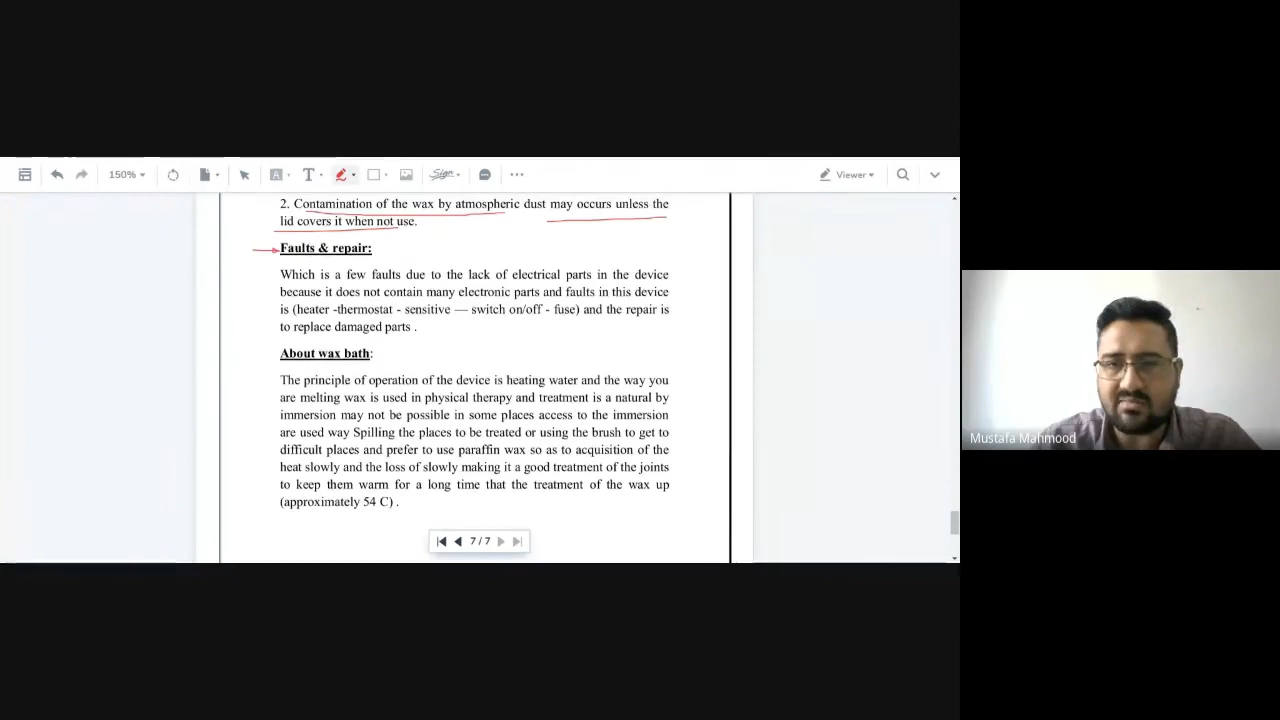 150%
T
Sign
Viewer
2. Contamination of the wax by atmospheric dust may occurs unless the
lid covers it when not use.
Faults & repair:
Which is a few faults due to the lack of electrical parts in the device
because it does not contain many electronic parts and faults in this device
is (heater -thermostat - sensitive — switch on/off - fuse) and the repair is
to replace damaged parts .
About wax bath:
The principle of operation of the device is heating water and the way you
are melting wax is used in physical therapy and treatment is a natural by
immersion may not be possible in some places access to the immersion
are used way Spilling the places to be treated or using the brush to get to
difficult places and prefer to use paraffin wax so as to acquisition of the
heat slowly and the loss of slowly making it a good treatment of the joints
to keep them warm for a long time that the treatment of the wax up
(approximately 54 C) .
7 / 7
Mustafa Mahmood